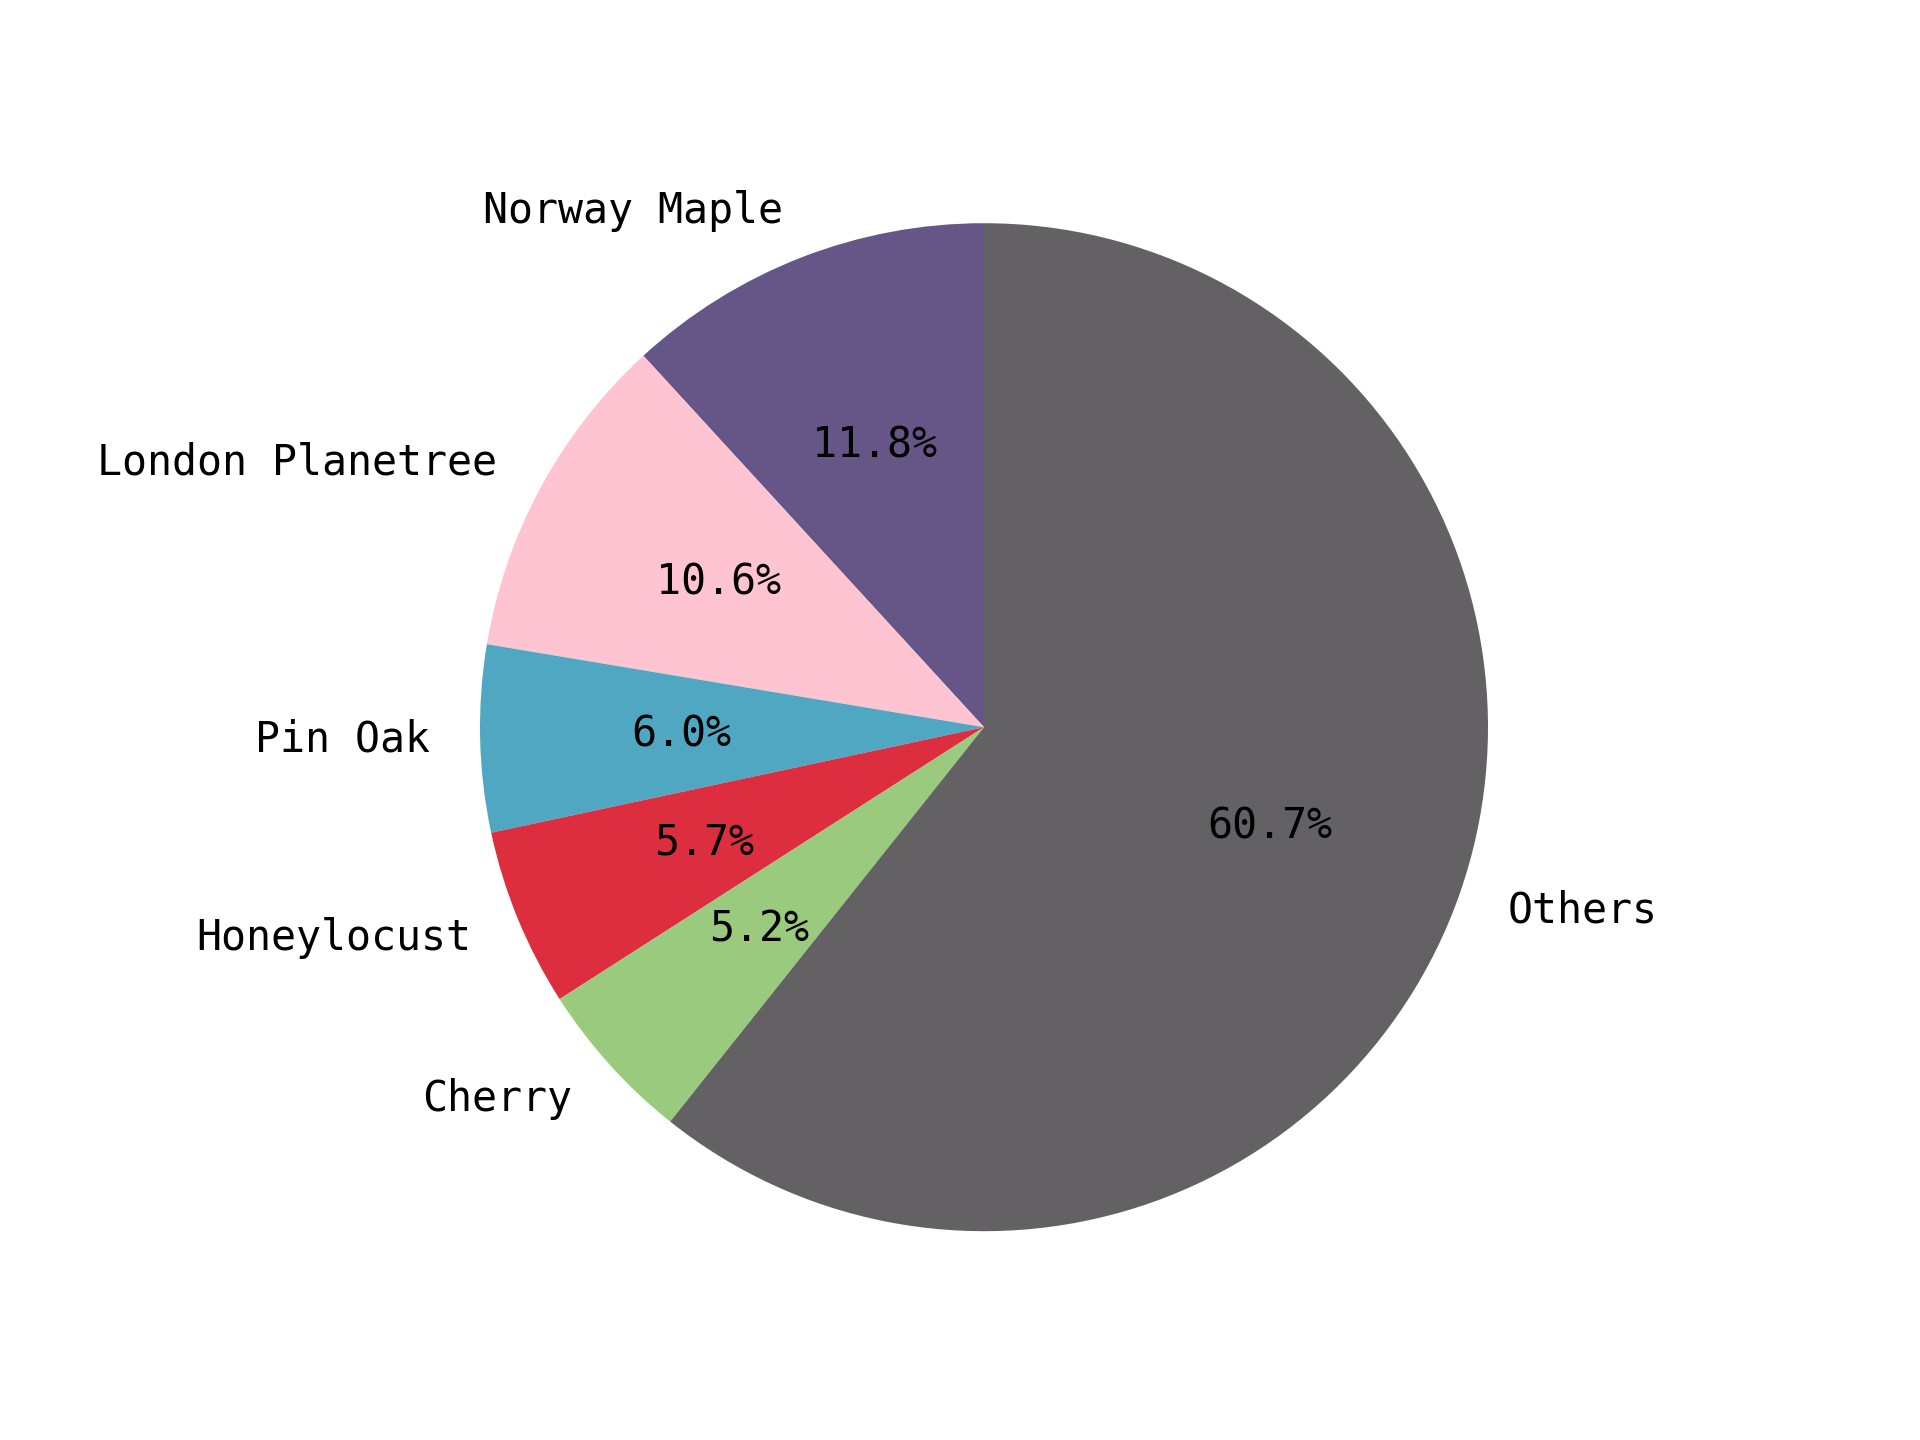 Norway Maple
11.8%
London Planetree
10.6%
Pin Oak
6.0%
5.7%
Honeylocust
5.2%
Cherry
60.7%
Others